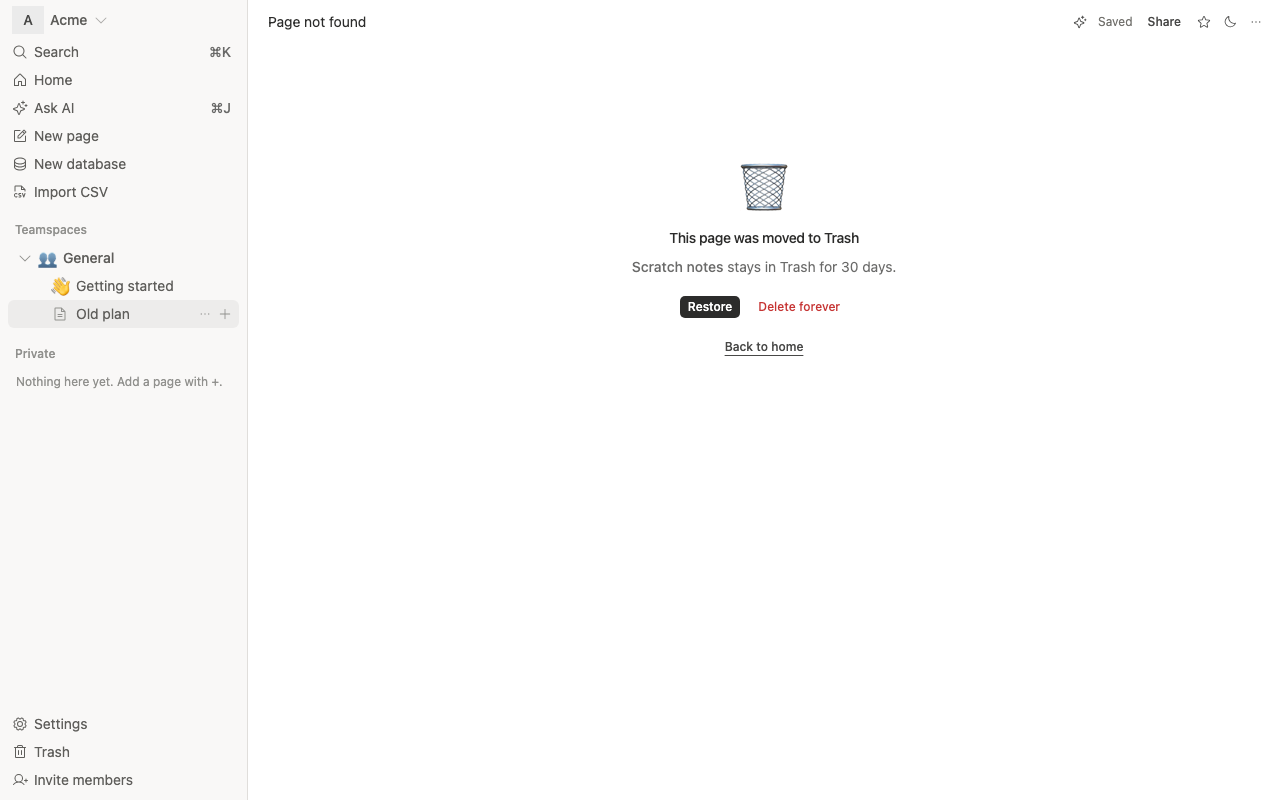 A Acme
Search ⌘K
Home
Ask AI ⌘J
New page
New database
Import CSV
Teamspaces
General
Getting started
Old plan
Private
Nothing here yet. Add a page with +.
Settings
Trash
Invite members
Page not found
Saved Share
This page was moved to Trash
Scratch notes stays in Trash for 30 days.
Restore Delete forever
Back to home